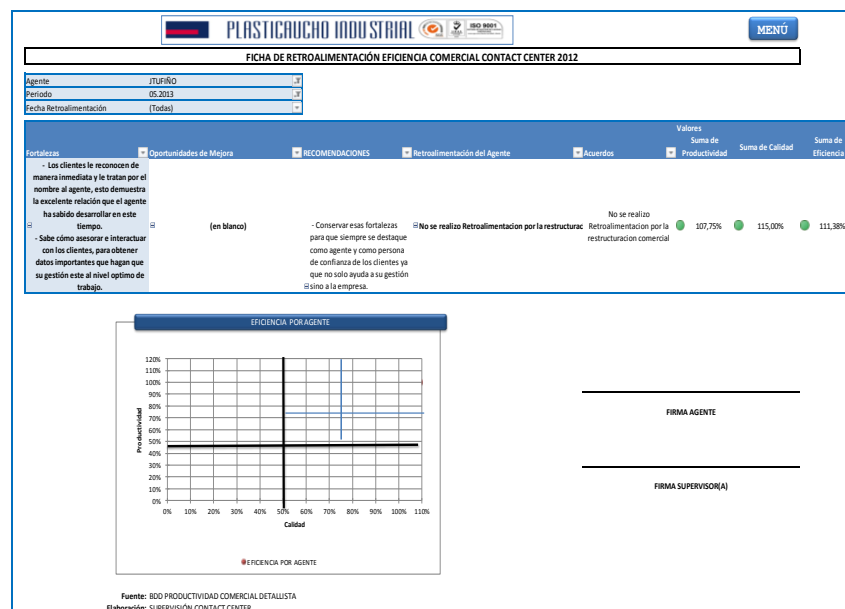 PLASTICAUCHO INDUSTRIAL
ISO 9001
MENÚ
FICHA DE RETROALIMENTACIÓN EFICIENCIA COMERCIAL CONTACT CENTER 2012
Agente JTUFIÑO
Periodo 05.2013
Fecha Retroalimentación (Todas)
Valores
Fortalezas Oportunidades de Mejora RECOMENDACIONES Retroalimentación del Agente Acuerdos Suma de Productividad Suma de Calidad Suma de Eficiencia
- Los clientes le reconocen de
manera inmediata y le tratan por el
nombre al agente, esto demuestra
la excelente relación que el agente
ha sabido desarrollar en este
tiempo.
- Sabe cómo asesorar e interactuar
con los clientes, para obtener
datos importantes que hagan que
su gestión este al nivel optimo de
trabajo.
(en blanco)
- Conservar esas fortalezas
para que siempre se destaque
como agente y como persona
de confianza de los clientes ya
que no solo ayuda a su gestión
sino a la empresa.
No se realizo Retroalimentacion por la restructurac
No se realizo
Retroalimentacion por la
restructuracion comercial
107,75% 115,00% 111,38%
EFICIENCIA POR AGENTE
120%
110%
100%
90%
80%
70%
60%
50%
40%
30%
20%
10%
0%
Productividad
0% 10% 20% 30% 40% 50% 60% 70% 80% 90% 100% 110%
Calidad
EFICIENCIA POR AGENTE
FIRMA AGENTE
FIRMA SUPERVISOR(A)
Fuente: BDD PRODUCTIVIDAD COMERCIAL DETALLISTA
Elaboración: SUPERVISIÓN CONTACT CENTER